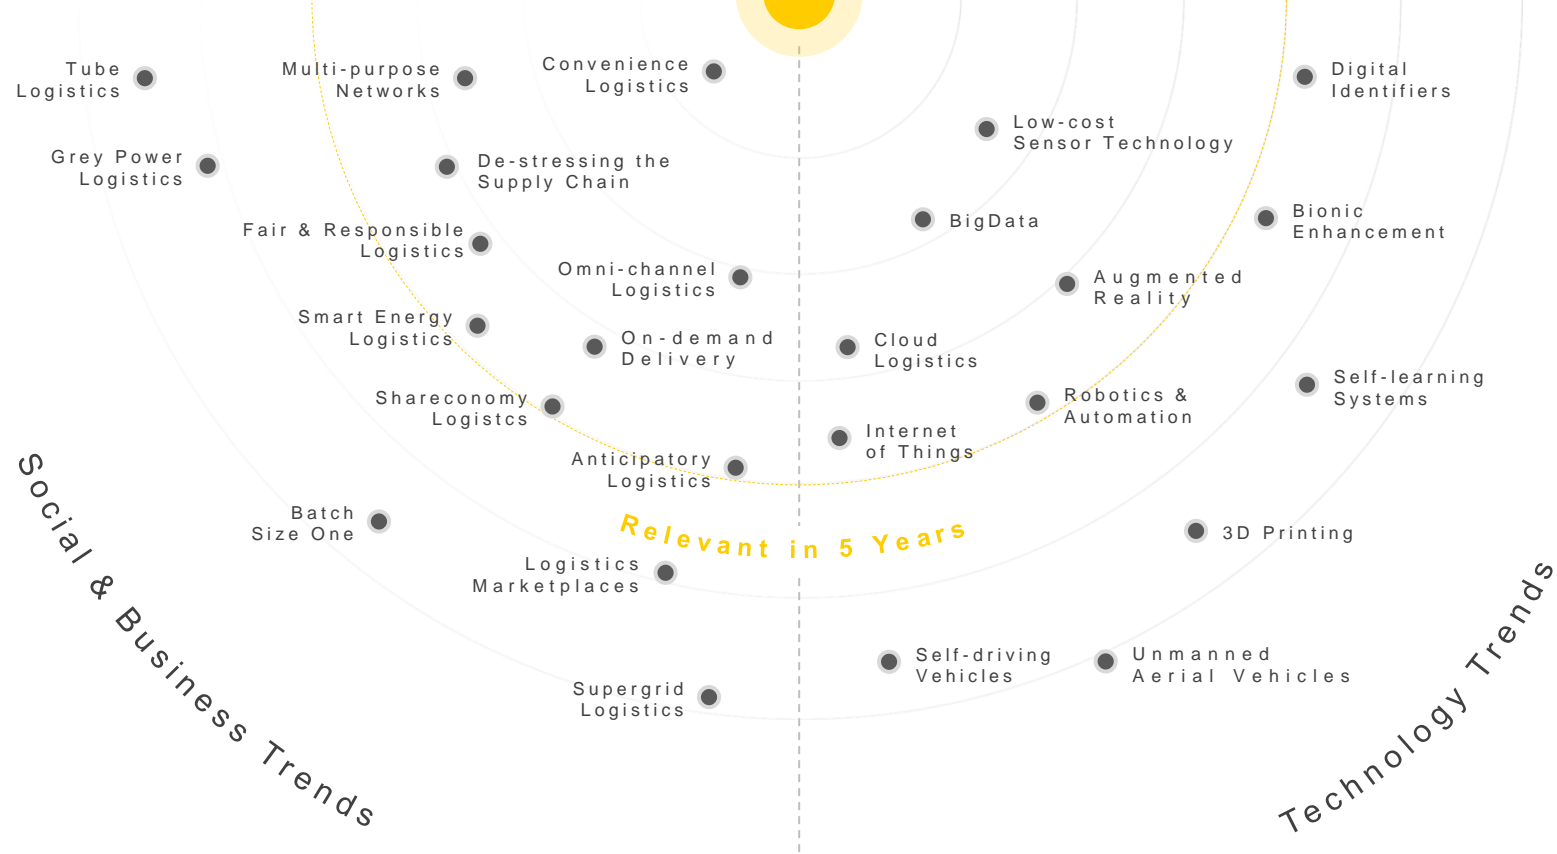 Tube
Logistics
Multi-purpose
Networks
Convenience
Logistics
Digital
Identifiers
Low-cost
Sensor Technology
Grey Power
Logistics
De-stressing the
Supply Chain
BigData
Bionic
Enhancement
Fair & Responsible
Logistics
Omni-channel
Logistics
Augmented
Reality
Smart Energy
Logistics
On-demand
Delivery
Cloud
Logistics
Self-learning
Systems
Shareconomy
Logistcs
Robotics &
Automation
Internet
of Things
Anticipatory
Logistics
Batch
Size One
Relevant in 5 Years
3D Printing
Logistics
Marketplaces
Self-driving
Vehicles
Unmanned
Aerial Vehicles
Supergrid
Logistics
Social & Business Trends
Technology Trends